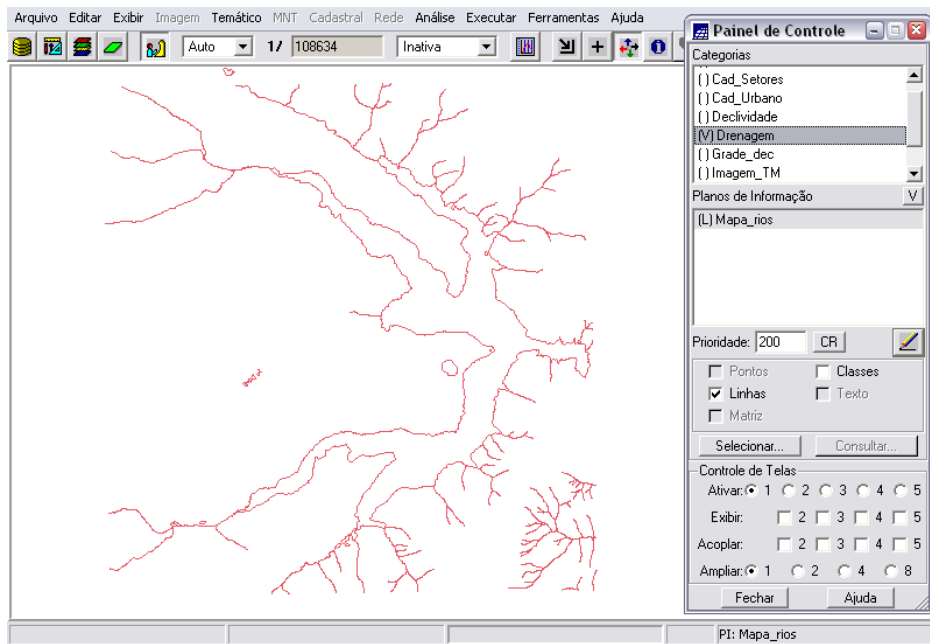 Arquivo Editar Exibir Imagem Temático MNT Cadastral Rede Análise Executar Ferramentas Ajuda
Auto 1/ 108634 Inativa
Painel de Controle
Categorias
( ) Cad_Setores
( ) Cad_Urbano
( ) Declividade
(V) Drenagem
( ) Grade_dec
( ) Imagem_TM
Planos de Informação V
(L) Mapa_rios
Prioridade: 200 CR
Pontos Classes
Linhas Texto
Matriz
Selecionar... Consultar...
Controle de Telas
Ativar: 1 2 3 4 5
Exibir: 2 3 4 5
Acoplar: 2 3 4 5
Ampliar: 1 2 4 8
Fechar Ajuda
PI: Mapa_rios